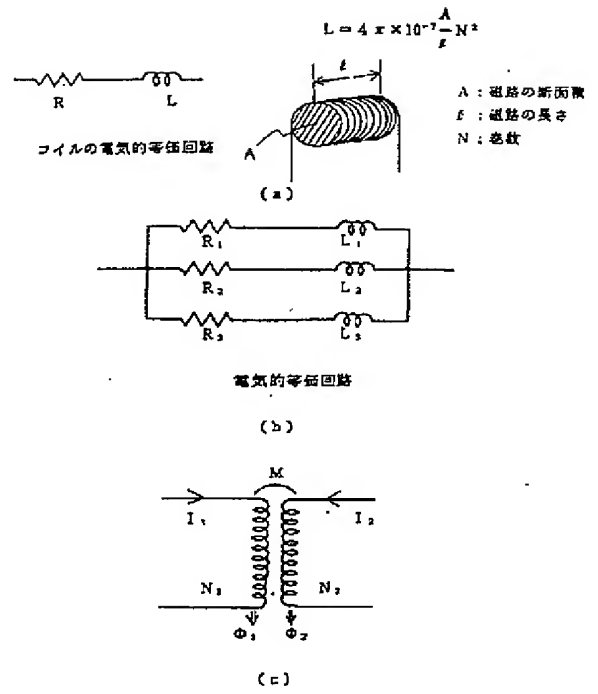 L = 4 π × 10⁻⁷ A/ℓ N²
ℓ
R L
A : 磁路の断面積
ℓ : 磁路の長さ
N : 巻数
コイルの電気的等価回路
A
(a)
R₁ L₁
R₂ L₂
R₃ L₃
電気的等価回路
(b)
M
I₁ I₂
N₁ N₂
Φ₁ Φ₂
(c)